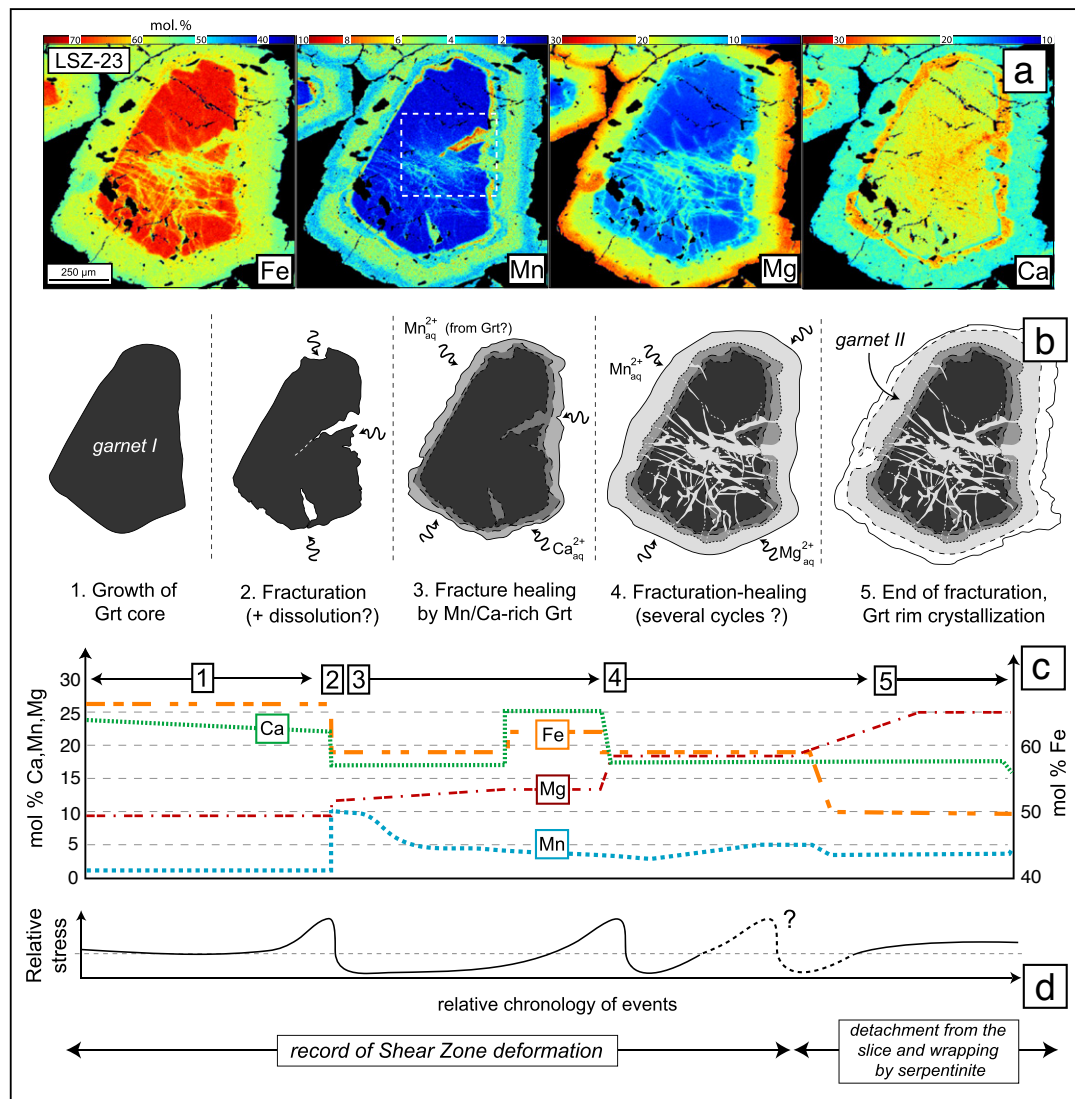 mol. %
70 60 50 40
10 8 6 4 2
30 20 10
30 20 10
LSZ-23
a
250 µm
Fe
Mn
Mg
Ca
b
garnet I
Mn2+aq (from Grt?)
Ca2+aq
Mn2+aq
Mg2+aq
garnet II
1. Growth of
Grt core
2. Fracturation
(+ dissolution?)
3. Fracture healing
by Mn/Ca-rich Grt
4. Fracturation-healing
(several cycles ?)
5. End of fracturation,
Grt rim crystallization
c
mol % Ca,Mn,Mg
30
25
20
15
10
5
0
1
2
3
4
5
Ca
Fe
Mg
Mn
60
50
40
mol % Fe
Relative
stress
?
d
relative chronology of events
record of Shear Zone deformation
detachment from the
slice and wrapping
by serpentinite